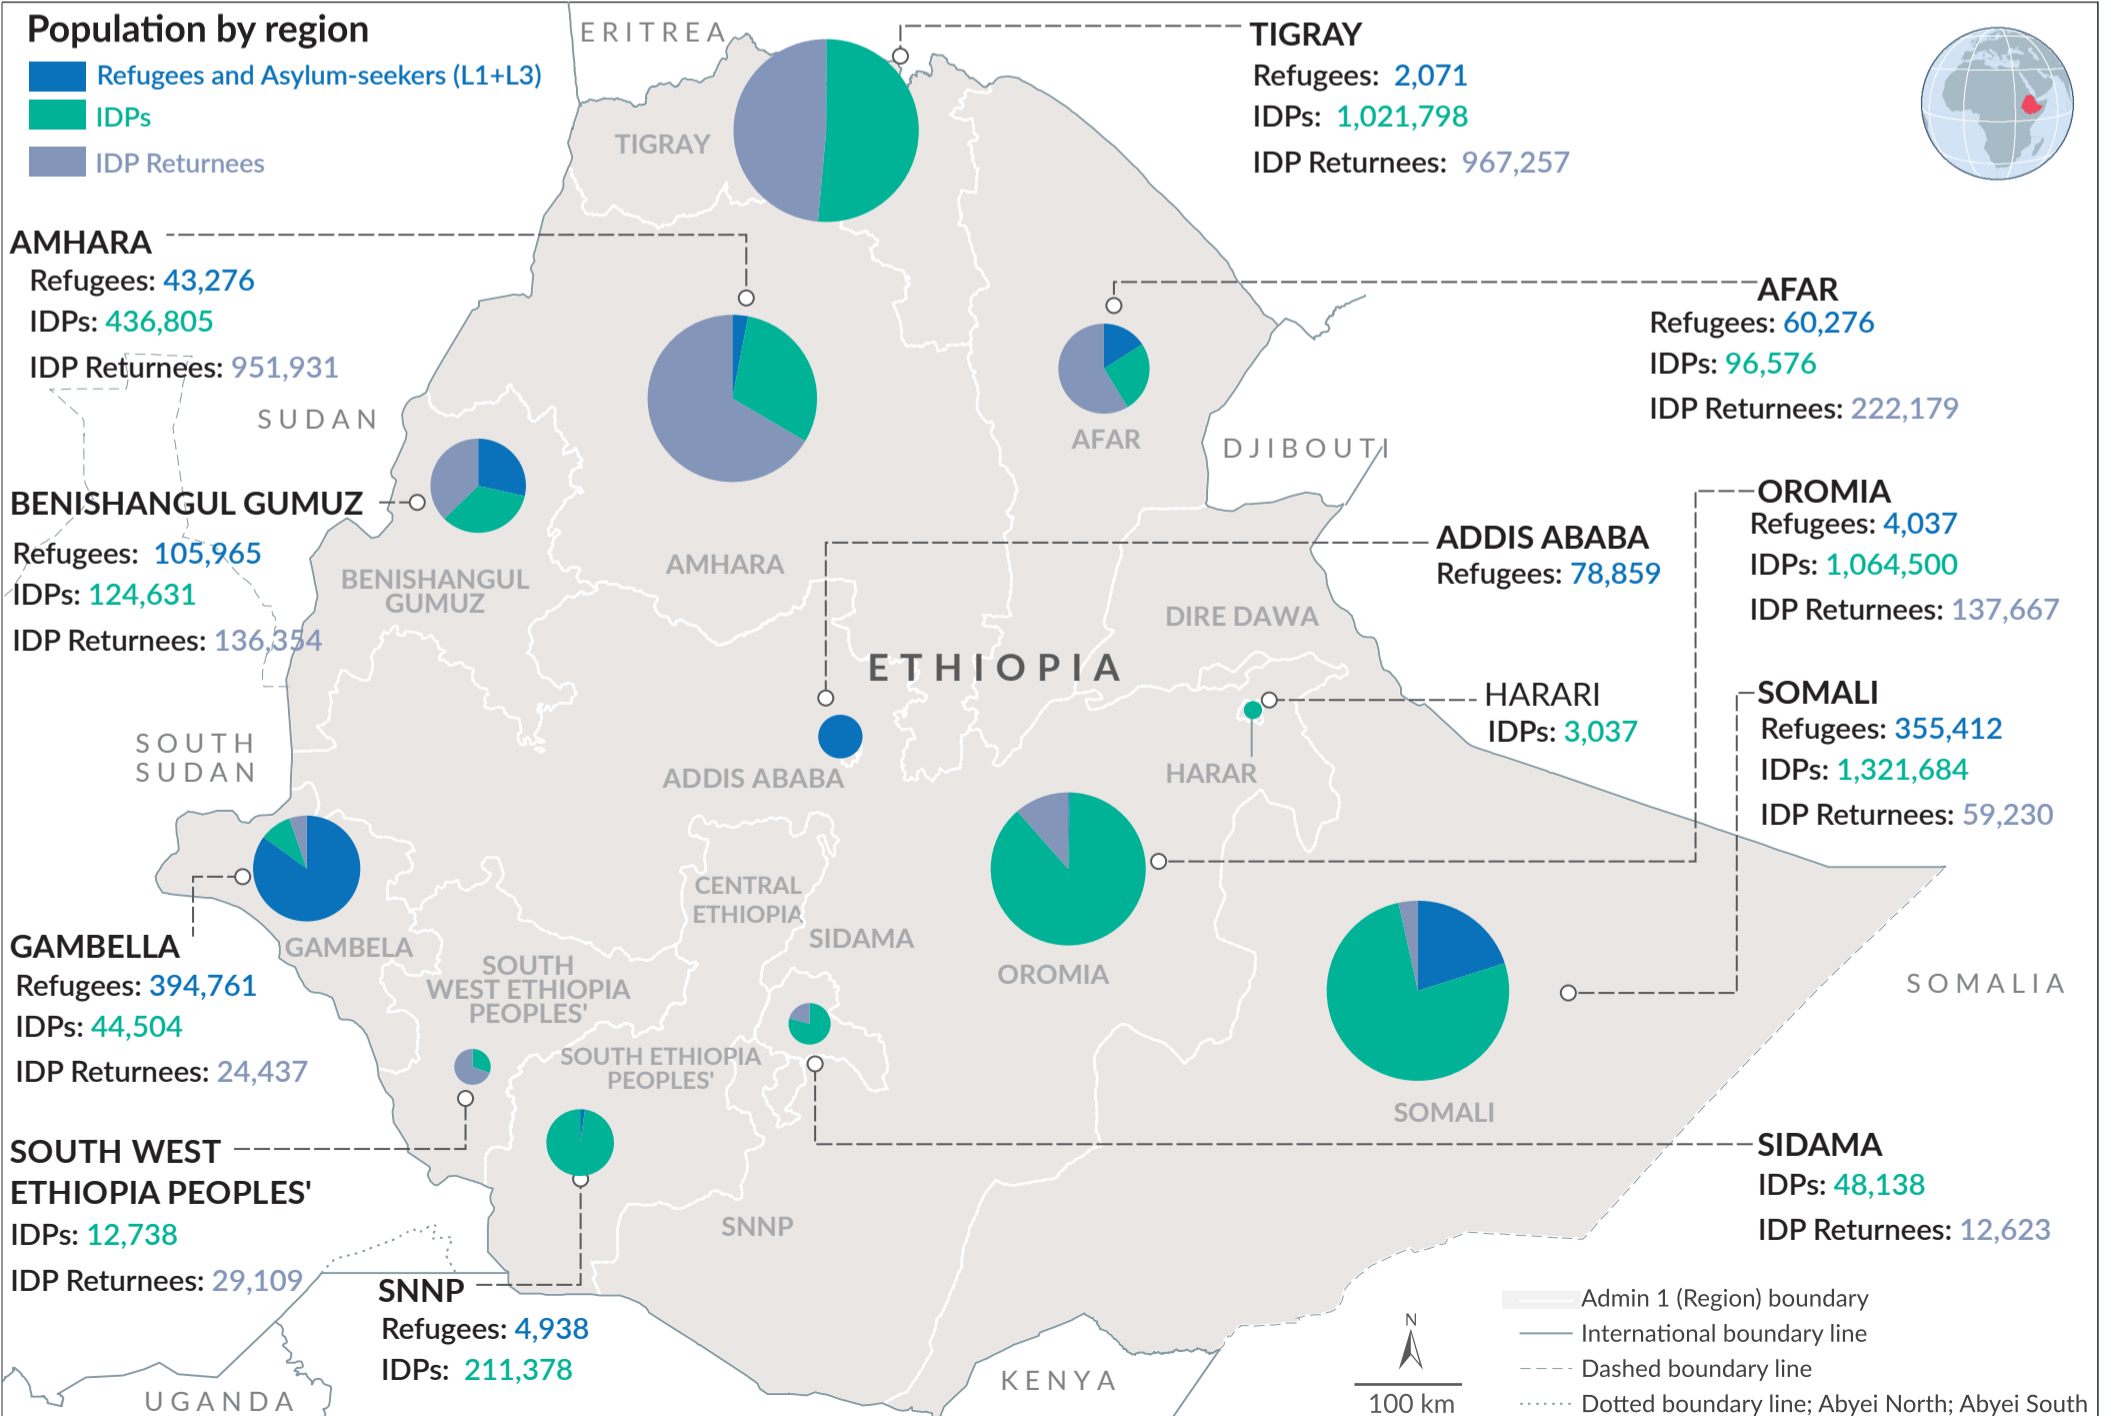 Population by region
Refugees and Asylum-seekers (L1+L3)
IDPs
IDP Returnees
ERITREA
TIGRAY
TIGRAY
Refugees: 2,071
IDPs: 1,021,798
IDP Returnees: 967,257
AMHARA
Refugees: 43,276
IDPs: 436,805
IDP Returnees: 951,931
SUDAN
AFAR
Refugees: 60,276
IDPs: 96,576
IDP Returnees: 222,179
AFAR
DJIBOUTI
BENISHANGUL GUMUZ
Refugees: 105,965
IDPs: 124,631
IDP Returnees: 136,354
BENISHANGUL
GUMUZ
AMHARA
ADDIS ABABA
Refugees: 78,859
OROMIA
Refugees: 4,037
IDPs: 1,064,500
IDP Returnees: 137,667
DIRE DAWA
ETHIOPIA
HARARI
IDPs: 3,037
SOMALI
Refugees: 355,412
IDPs: 1,321,684
IDP Returnees: 59,230
SOUTH
SUDAN
ADDIS ABABA
HARAR
CENTRAL
ETHIOPIA
SIDAMA
GAMBELLA
Refugees: 394,761
IDPs: 44,504
IDP Returnees: 24,437
GAMBELA
SOUTH
WEST ETHIOPIA
PEOPLES'
OROMIA
SOMALIA
SOUTH ETHIOPIA
PEOPLES'
SOMALI
SOUTH WEST
ETHIOPIA PEOPLES'
IDPs: 12,738
IDP Returnees: 29,109
SIDAMA
IDPs: 48,138
IDP Returnees: 12,623
SNNP
SNNP
Refugees: 4,938
IDPs: 211,378
UGANDA
KENYA
N
100 km
Admin 1 (Region) boundary
International boundary line
Dashed boundary line
Dotted boundary line; Abyei North; Abyei South